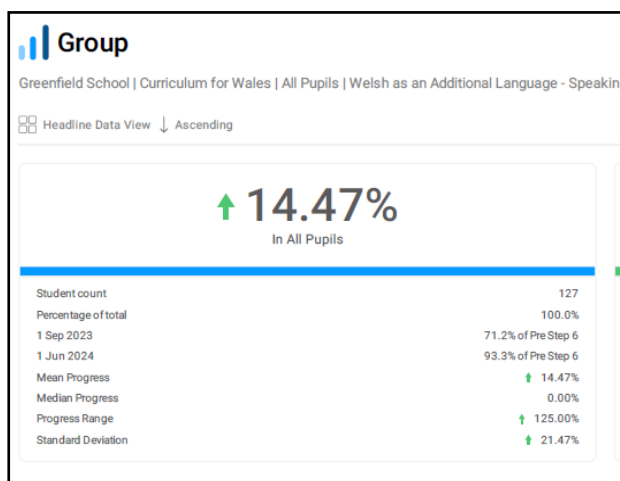 Group
Greenfield School | Curriculum for Wales | All Pupils | Welsh as an Additional Language - Speakin
Headline Data View ↓ Ascending
14.47%
In All Pupils
Student count 127
Percentage of total 100.0%
1 Sep 2023 71.2% of Pre Step 6
1 Jun 2024 93.3% of Pre Step 6
Mean Progress 14.47%
Median Progress 0.00%
Progress Range 125.00%
Standard Deviation 21.47%